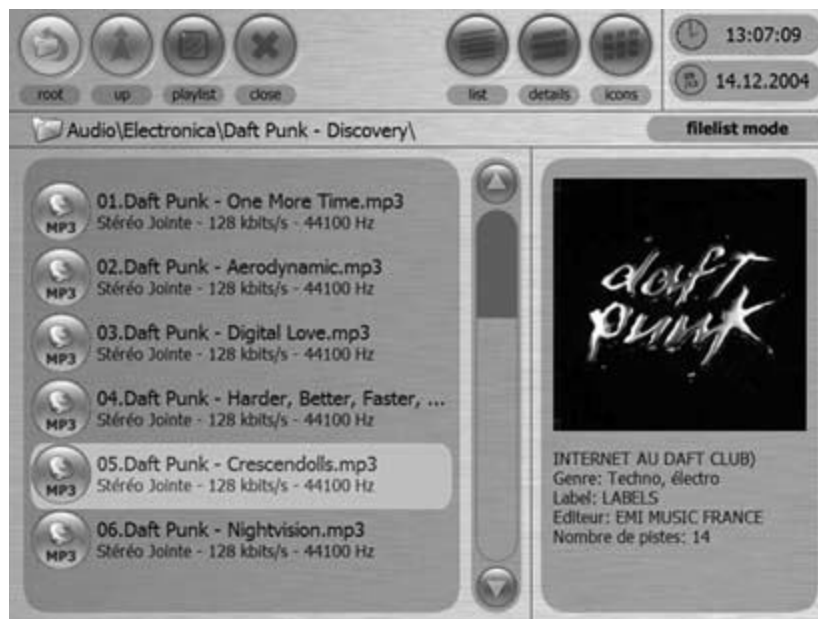 root
up
playlist
close
list
details
icons
13:07:09
14.12.2004
Audio\Electronica\Daft Punk - Discovery\
filelist mode
MP3
01.Daft Punk - One More Time.mp3
Stéréo Jointe - 128 kbits/s - 44100 Hz
MP3
02.Daft Punk - Aerodynamic.mp3
Stéréo Jointe - 128 kbits/s - 44100 Hz
MP3
03.Daft Punk - Digital Love.mp3
Stéréo Jointe - 128 kbits/s - 44100 Hz
MP3
04.Daft Punk - Harder, Better, Faster, ...
Stéréo Jointe - 128 kbits/s - 44100 Hz
MP3
05.Daft Punk - Crescendolls.mp3
Stéréo Jointe - 128 kbits/s - 44100 Hz
MP3
06.Daft Punk - Nightvision.mp3
Stéréo Jointe - 128 kbits/s - 44100 Hz
daft
punk
INTERNET AU DAFT CLUB)
Genre: Techno, électro
Label: LABELS
Editeur: EMI MUSIC FRANCE
Nombre de pistes: 14